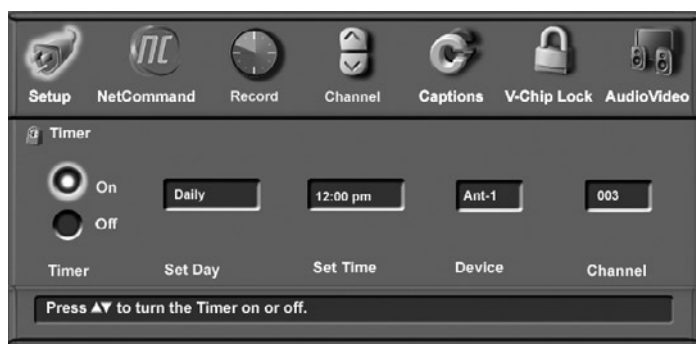 NC
Setup NetCommand Record Channel Captions V-Chip Lock AudioVideo
Timer
On Daily 12:00 pm Ant-1 003
Off
Timer Set Day Set Time Device Channel
Press ▲▼ to turn the Timer on or off.